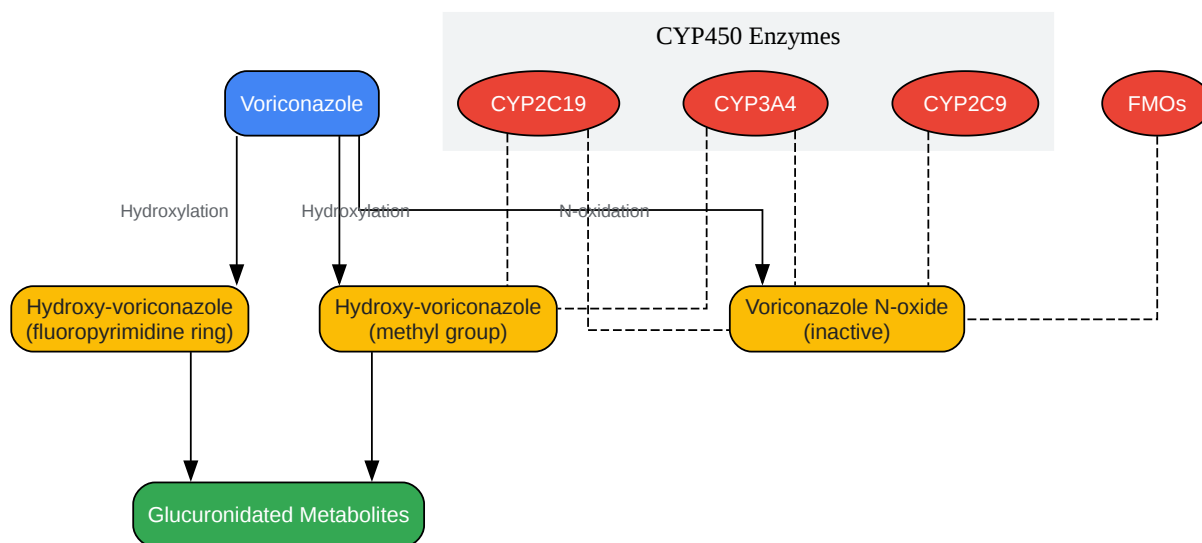 CYP450 Enzymes
Voriconazole
CYP2C19
CYP3A4
CYP2C9
FMOs
Hydroxylation
Hydroxylation
N-oxidation
Hydroxy-voriconazole
(fluoropyrimidine ring)
Hydroxy-voriconazole
(methyl group)
Voriconazole N-oxide
(inactive)
Glucuronidated Metabolites